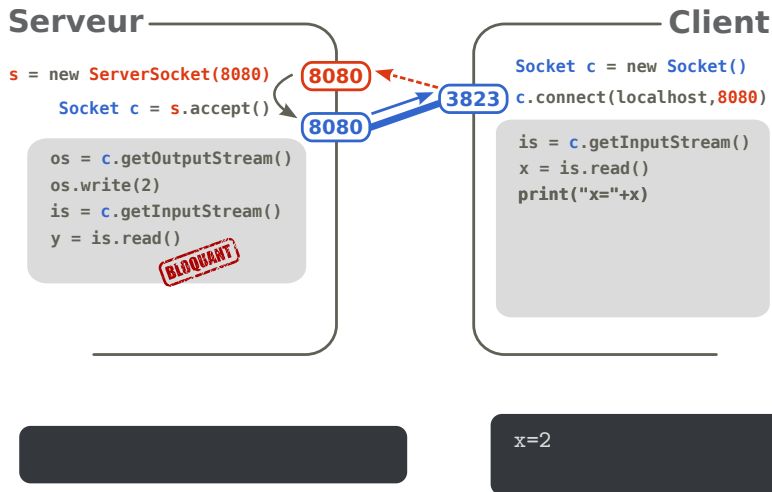 Serveur
s = new ServerSocket(8080)
Socket c = s.accept()
8080
8080
os = c.getOutputStream()
os.write(2)
is = c.getInputStream()
y = is.read()
BLOQUANT
Client
3823
Socket c = new Socket()
c.connect(localhost,8080)
is = c.getInputStream()
x = is.read()
print("x="+x)
x=2